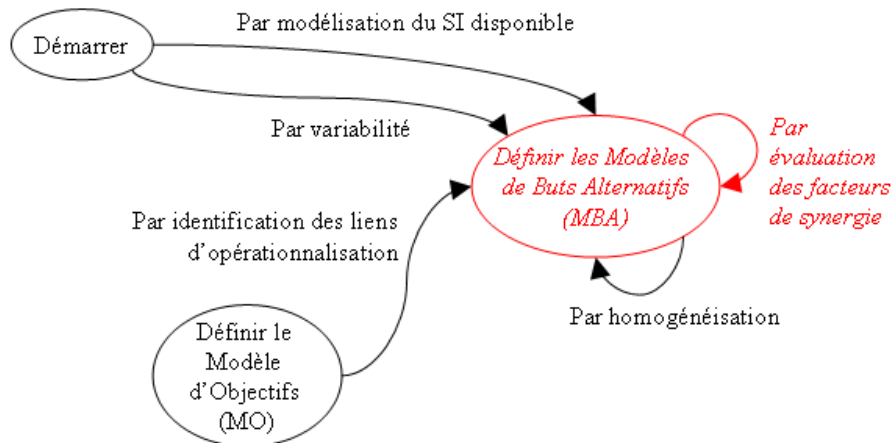 Par modélisation du SI disponible
Démarrer
Par variabilité
Définir les Modèles
de Buts Alternatifs
(MBA)
Par
évaluation
des facteurs
de synergie
Par identification des liens
d'opérationnalisation
Par homogénéisation
Définir le
Modèle
d'Objectifs
(MO)